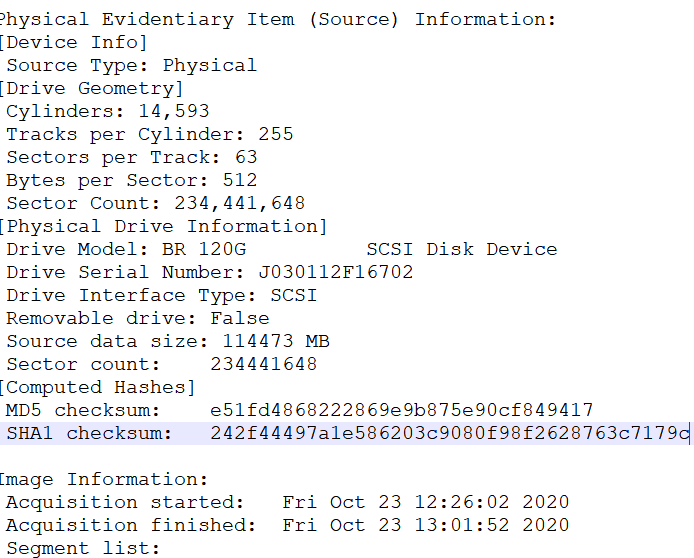 Physical Evidentiary Item (Source) Information:
[Device Info]
Source Type: Physical
[Drive Geometry]
Cylinders: 14,593
Tracks per Cylinder: 255
Sectors per Track: 63
Bytes per Sector: 512
Sector Count: 234,441,648
[Physical Drive Information]
Drive Model: BR 120G          SCSI Disk Device
Drive Serial Number: J030112F16702
Drive Interface Type: SCSI
Removable drive: False
Source data size: 114473 MB
Sector count:    234441648
[Computed Hashes]
MD5 checksum:    e51fd4868222869e9b875e90cf849417
SHA1 checksum:   242f44497a1e586203c9080f98f2628763c7179c
Image Information:
Acquisition started:   Fri Oct 23 12:26:02 2020
Acquisition finished:  Fri Oct 23 13:01:52 2020
Segment list: